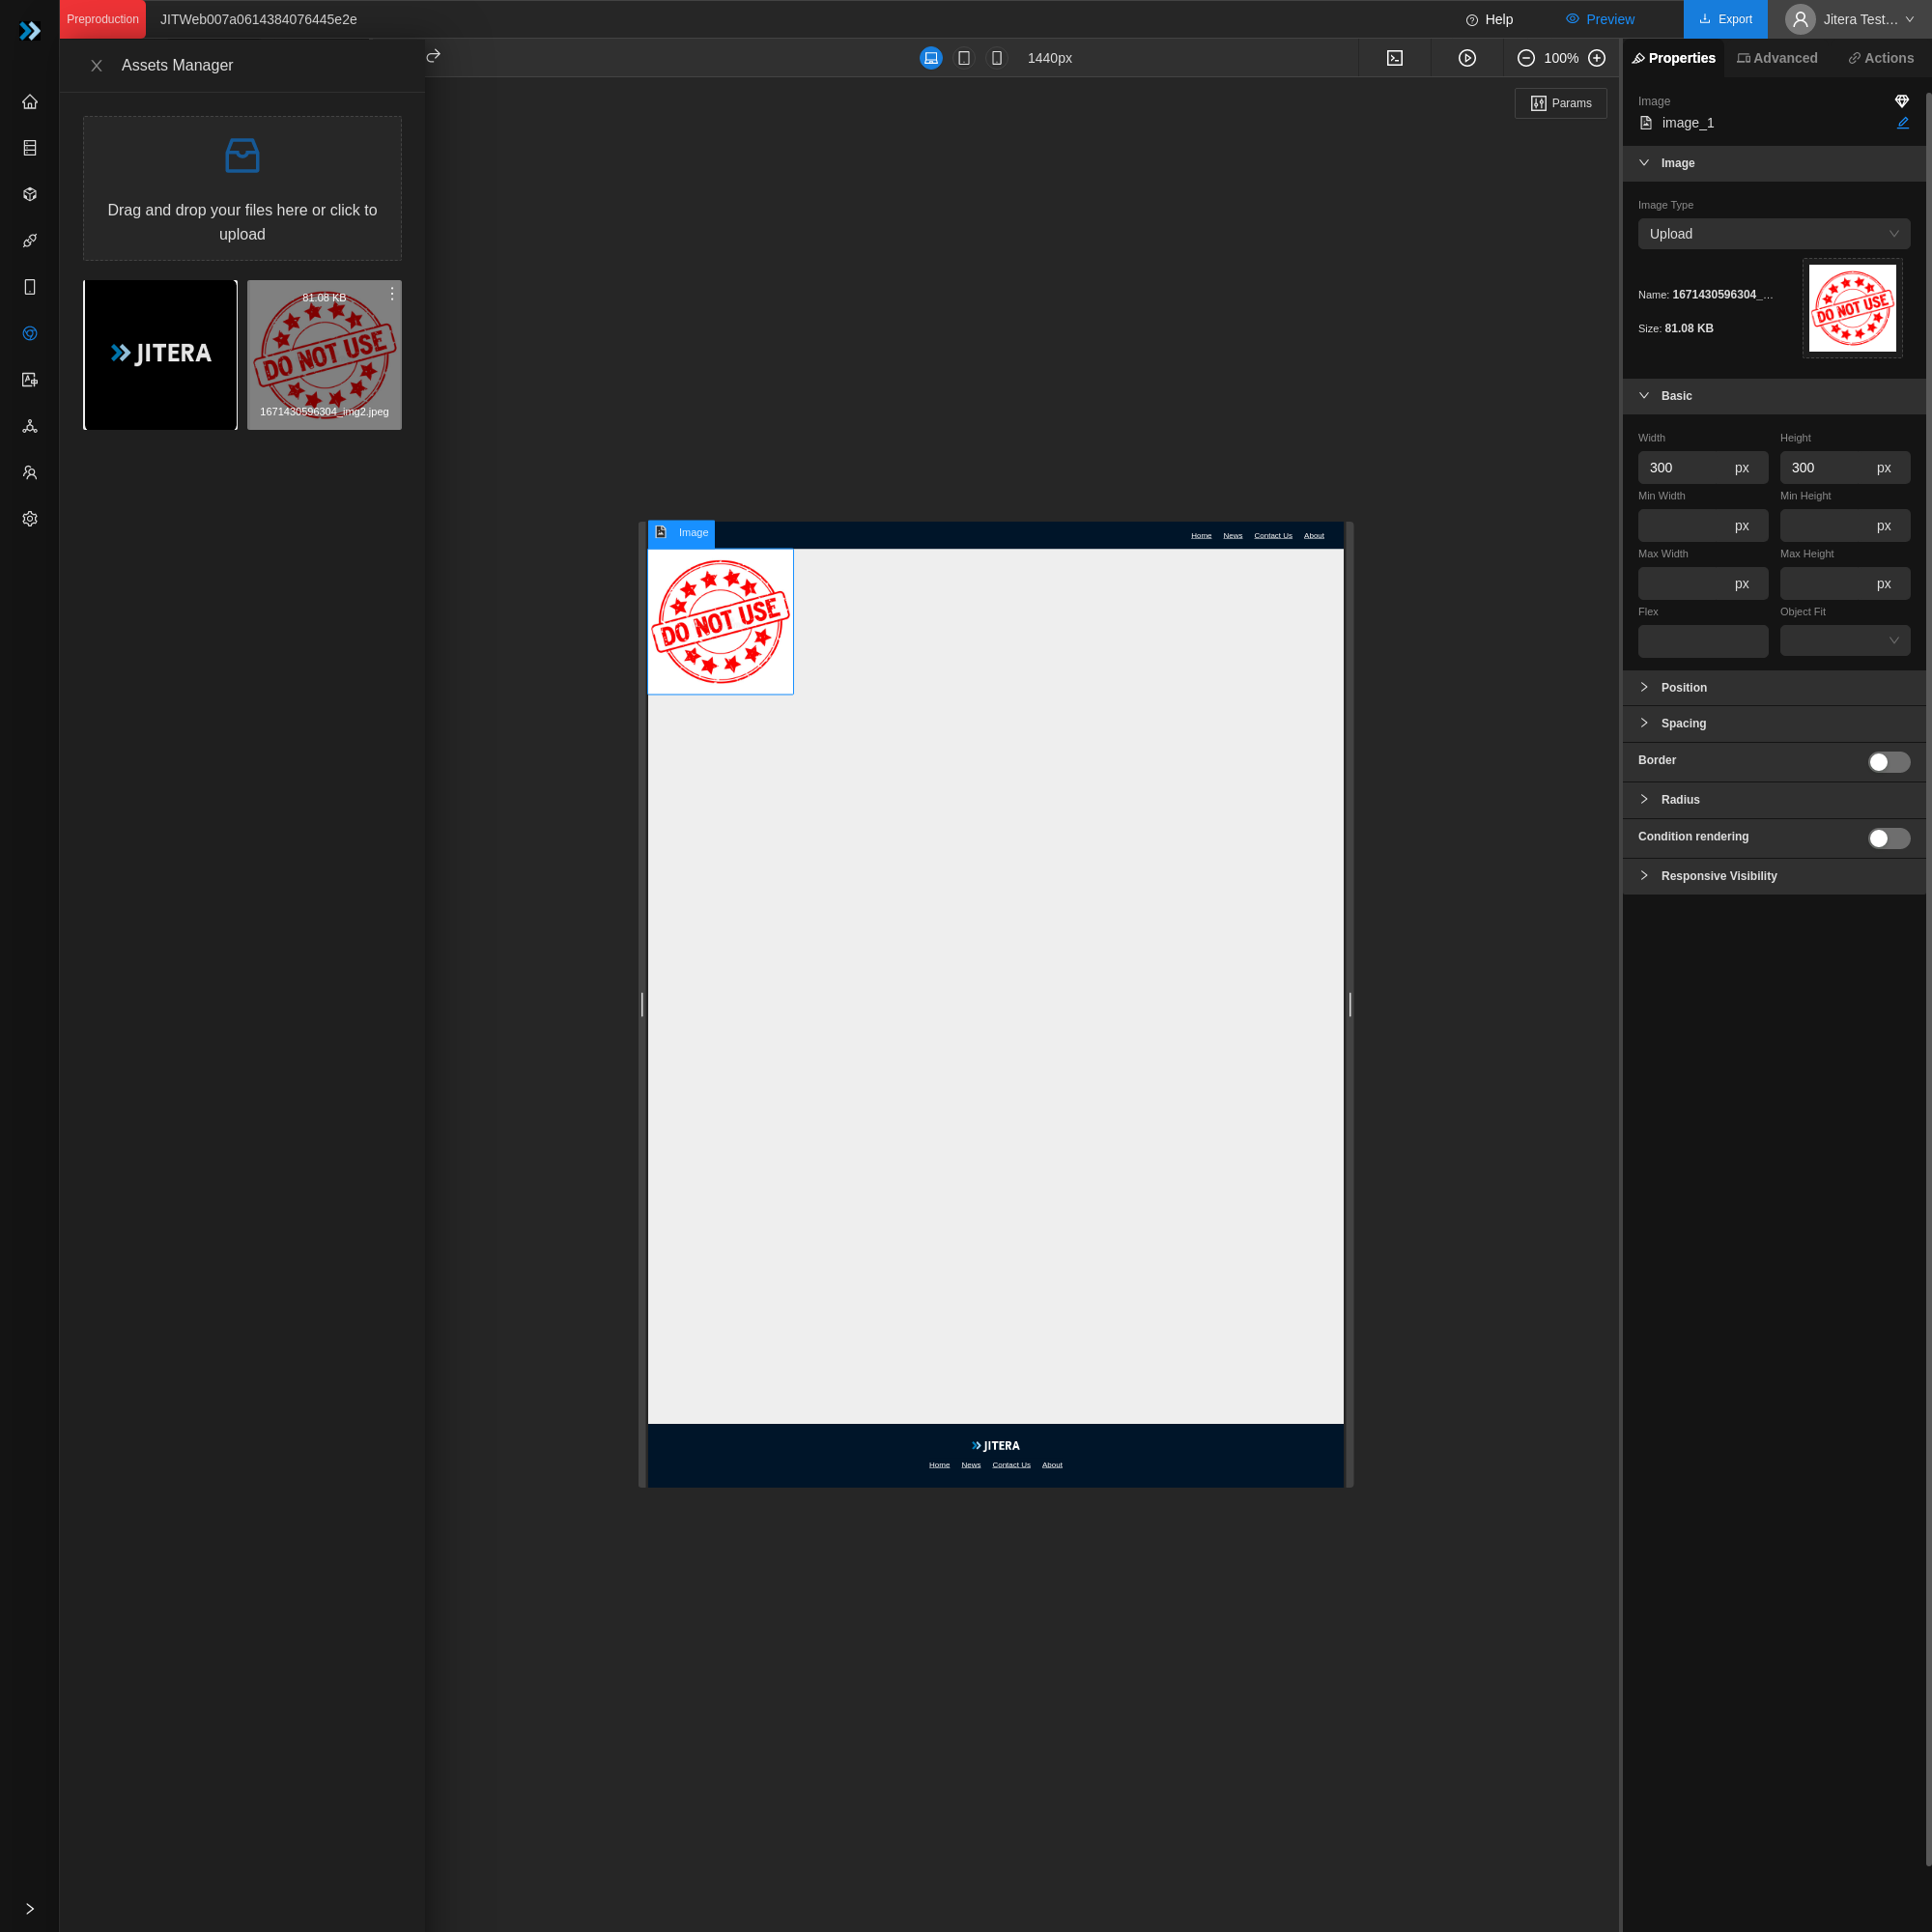 Preproduction
JITWeb007a0614384076445e2e
Help
Preview
Export
Jitera Test...
Assets Manager
1440px
100%
Properties
Advanced
Actions
Params
Drag and drop your files here or click to
upload
JITERA
81.08 KB
DO NOT USE
1671430596304_img2.jpeg
Image
Home
News
Contact Us
About
DO NOT USE
JITERA
Home
News
Contact Us
About
Image
image_1
Image
Image Type
Upload
Name: 1671430596304_...
Size: 81.08 KB
DO NOT USE
Basic
Width
Height
300 px
300 px
Min Width
Min Height
px
px
Max Width
Max Height
px
px
Flex
Object Fit
Position
Spacing
Border
Radius
Condition rendering
Responsive Visibility